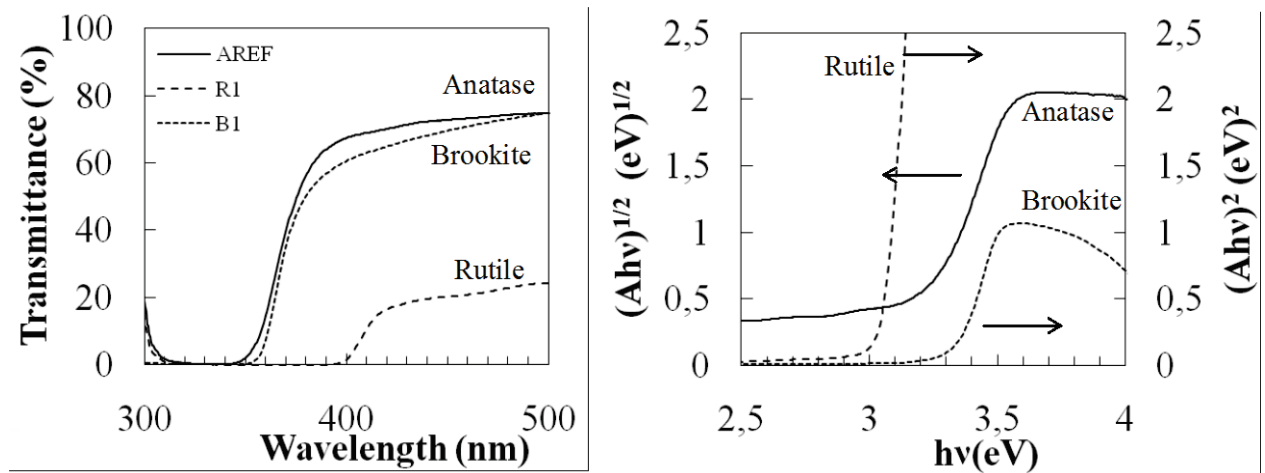 Transmittance (%)
100
80
60
40
20
0
AREF
R1
B1
Anatase
Brookite
Rutile
300
400
500
Wavelength (nm)
(Ahν)^1/2 (eV)^1/2
2,5
2
1,5
1
0,5
0
Rutile
Anatase
Brookite
2,5
2
1,5
1
0,5
0
(Ahν)² (eV)²
2,5
3
3,5
4
hν(eV)